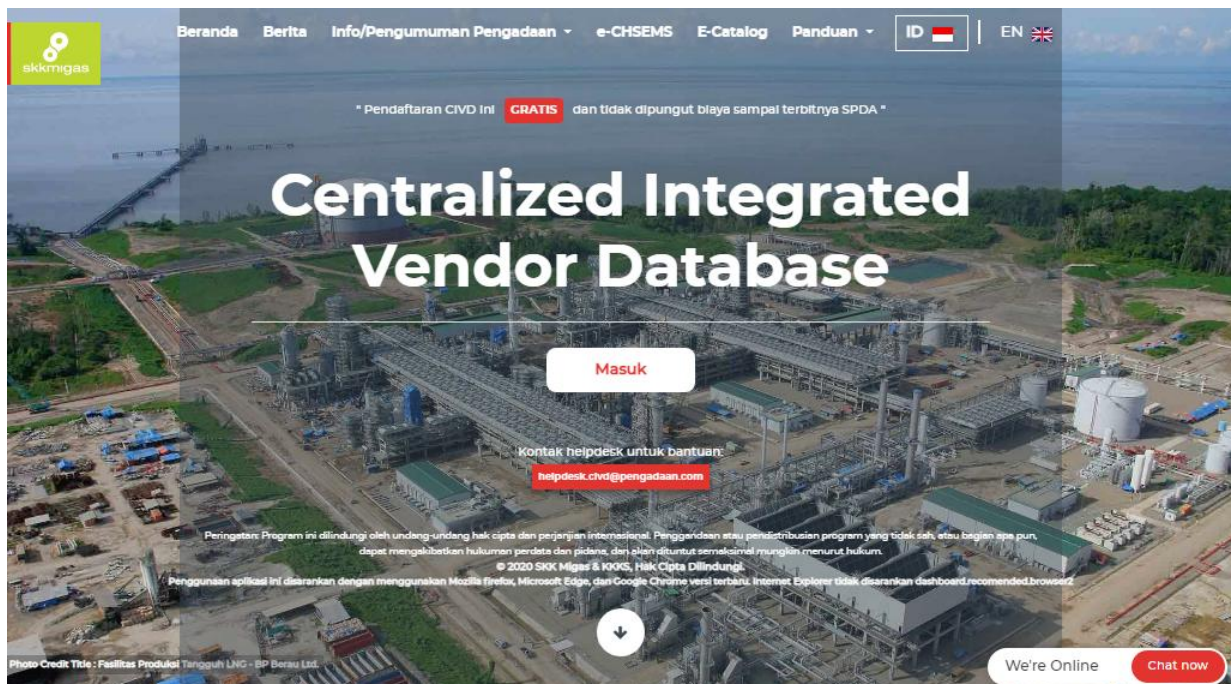 skkmigas
Beranda Berita Info/Pengumuman Pengadaan e-CHSEMS E-Catalog Panduan ID EN
" Pendaftaran CIVD ini GRATIS dan tidak dipungut biaya sampai terbitnya SPDA "
Centralized Integrated
Vendor Database
Masuk
Kontak helpdesk untuk bantuan:
helpdesk.civd@pengadaan.com
Peringatan: Program ini dilindungi oleh undang-undang hak cipta dan perjanjian internasional. Penggandaan atau pendistribusian program yang tidak sah, atau bagian apa pun,
dapat mengakibatkan hukuman perdata dan pidana, dan akan dituntut semaksimal mungkin menurut hukum.
© 2020 SKK Migas & KKKS, Hak Cipta Dilindungi.
Penggunaan aplikasi ini disarankan dengan menggunakan Mozilla firefox, Microsoft Edge, dan Google Chrome versi terbaru. Internet Explorer tidak disarankan dashboard.recomended.browser2
Photo Credit Title : Fasilitas Produksi Tangguh LNG - BP Berau Ltd.
We're Online Chat now